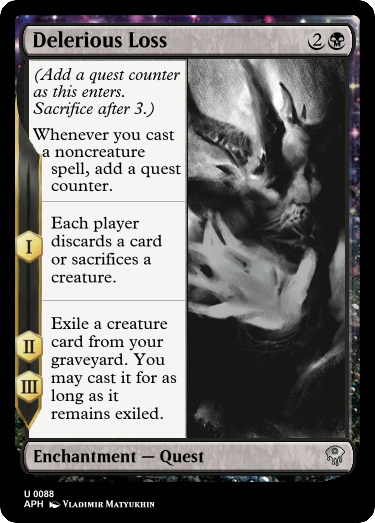 Delerious Loss 2
(Add a quest counter
as this enters.
Sacrifice after 3.)
Whenever you cast
a noncreature
spell, add a quest
counter.
I
Each player
discards a card
or sacrifices a
creature.
II
III
Exile a creature
card from your
graveyard. You
may cast it for as
long as it
remains exiled.
Enchantment — Quest
U 0088
APH Vladimir Matyukhin